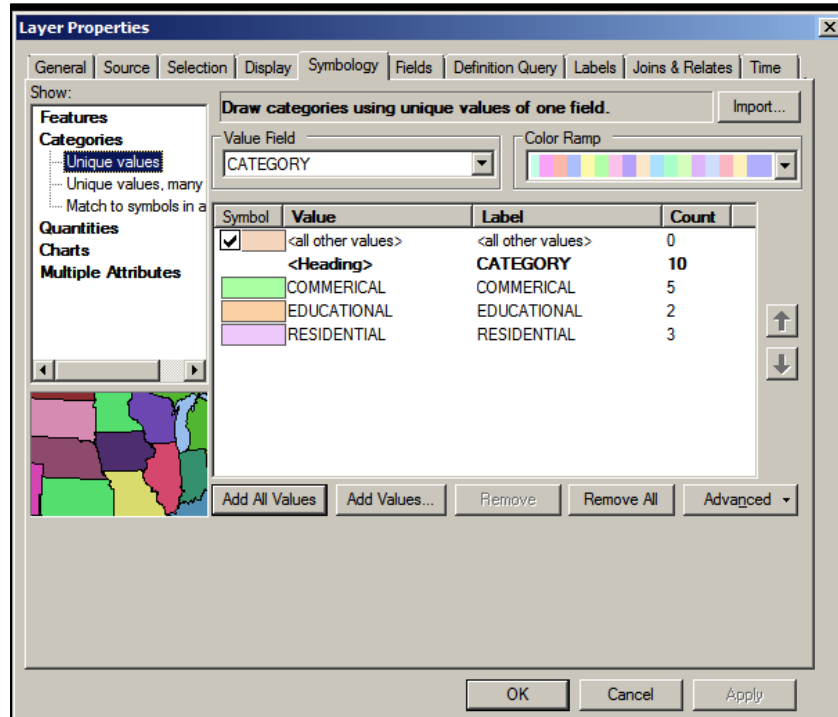 Layer Properties
General Source Selection Display Symbology Fields Definition Query Labels Joins & Relates Time
Show:
Features
Categories
Unique values
Unique values, many
Match to symbols in a
Quantities
Charts
Multiple Attributes
Draw categories using unique values of one field.
Import...
Value Field
CATEGORY
Color Ramp
Symbol Value Label Count
<all other values> <all other values> 0
<Heading> CATEGORY 10
COMMERICAL COMMERICAL 5
EDUCATIONAL EDUCATIONAL 2
RESIDENTIAL RESIDENTIAL 3
Add All Values Add Values... Remove Remove All Advanced
OK Cancel Apply